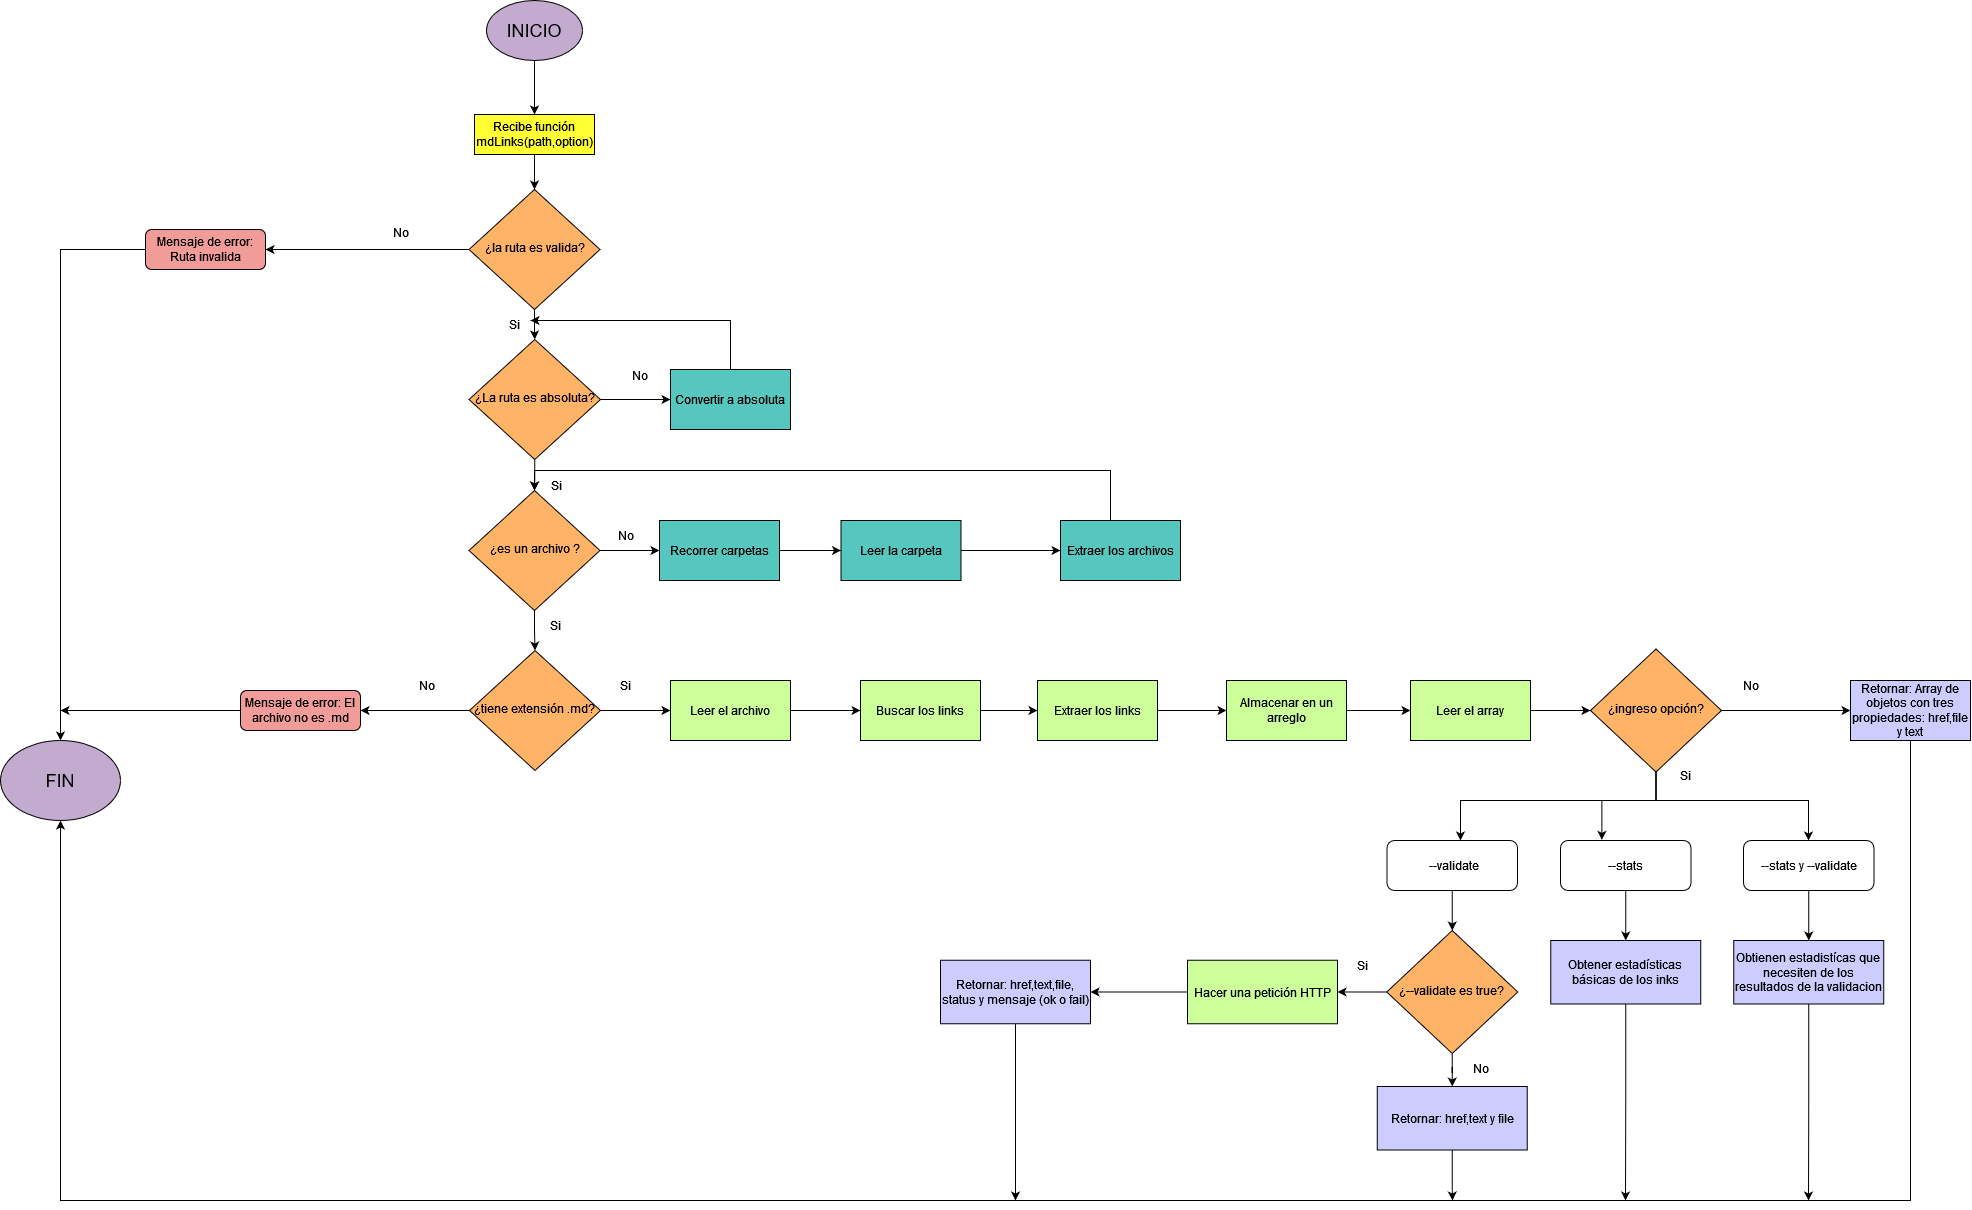 INICIO
Recibe función
mdLinks(path,option)
¿la ruta es valida?
No
Mensaje de error:
Ruta invalida
Si
¿La ruta es absoluta?
No
Convertir a absoluta
Si
¿es un archivo ?
No
Recorrer carpetas
Leer la carpeta
Extraer los archivos
Si
¿tiene extensión .md?
No
Mensaje de error: El
archivo no es .md
FIN
Si
Leer el archivo
Buscar los links
Extraer los links
Almacenar en un
arreglo
Leer el array
¿ingreso opción?
No
Retornar: Array de
objetos con tres
propiedades: href,file
y text
Si
--validate
--stats
--stats y --validate
¿--validate es true?
Si
Hacer una petición HTTP
Retornar: href,text,file,
status y mensaje (ok o fail)
No
Retornar: href,text y file
Obtener estadísticas
básicas de los inks
Obtienen estadistícas que
necesiten de los
resultados de la validacion